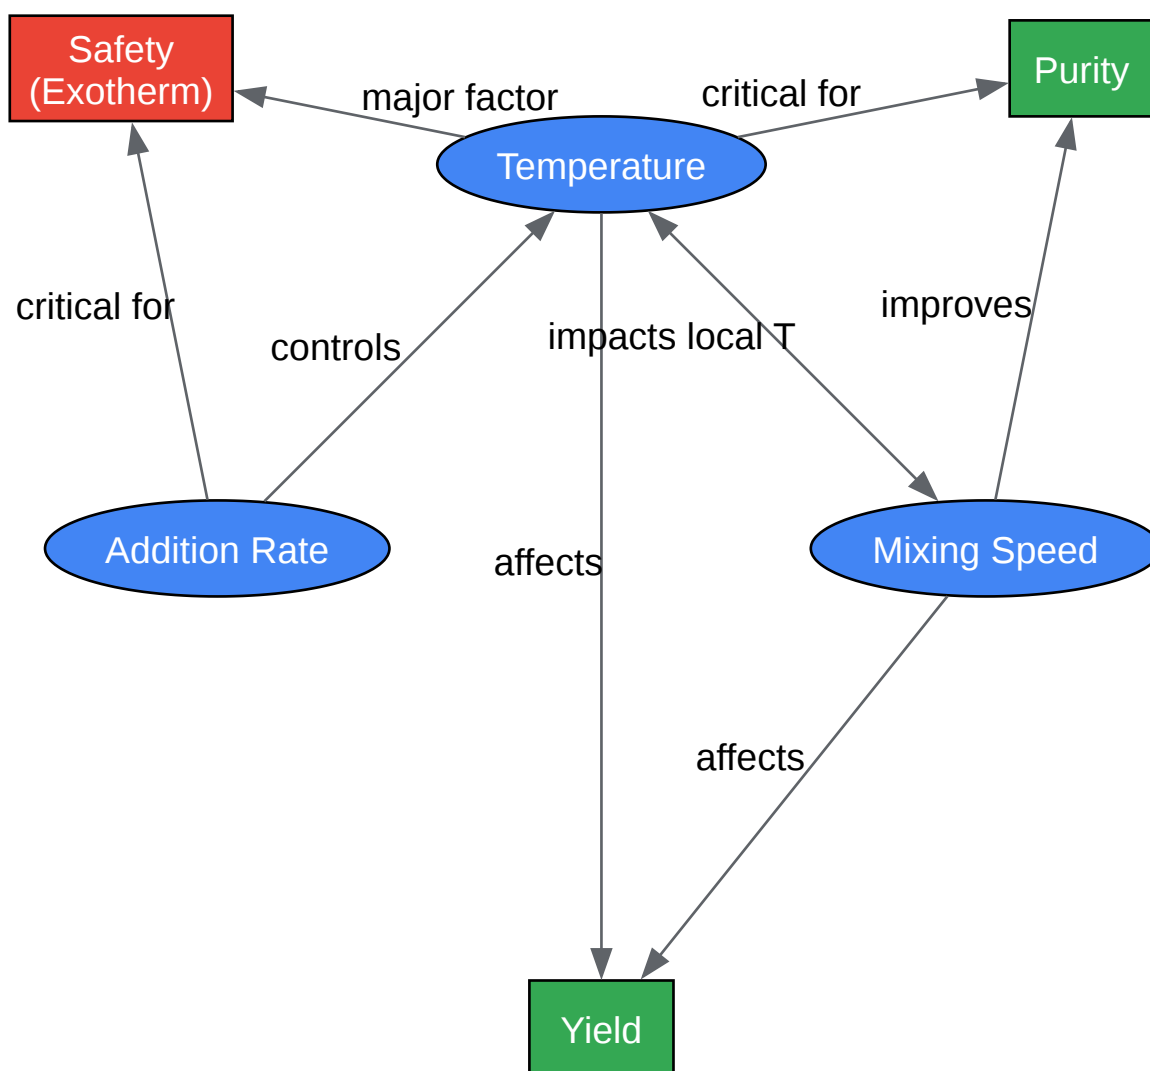 Safety
(Exotherm)
Purity
major factor
critical for
Temperature
critical for
controls
impacts local T
improves
Addition Rate
affects
Mixing Speed
affects
Yield